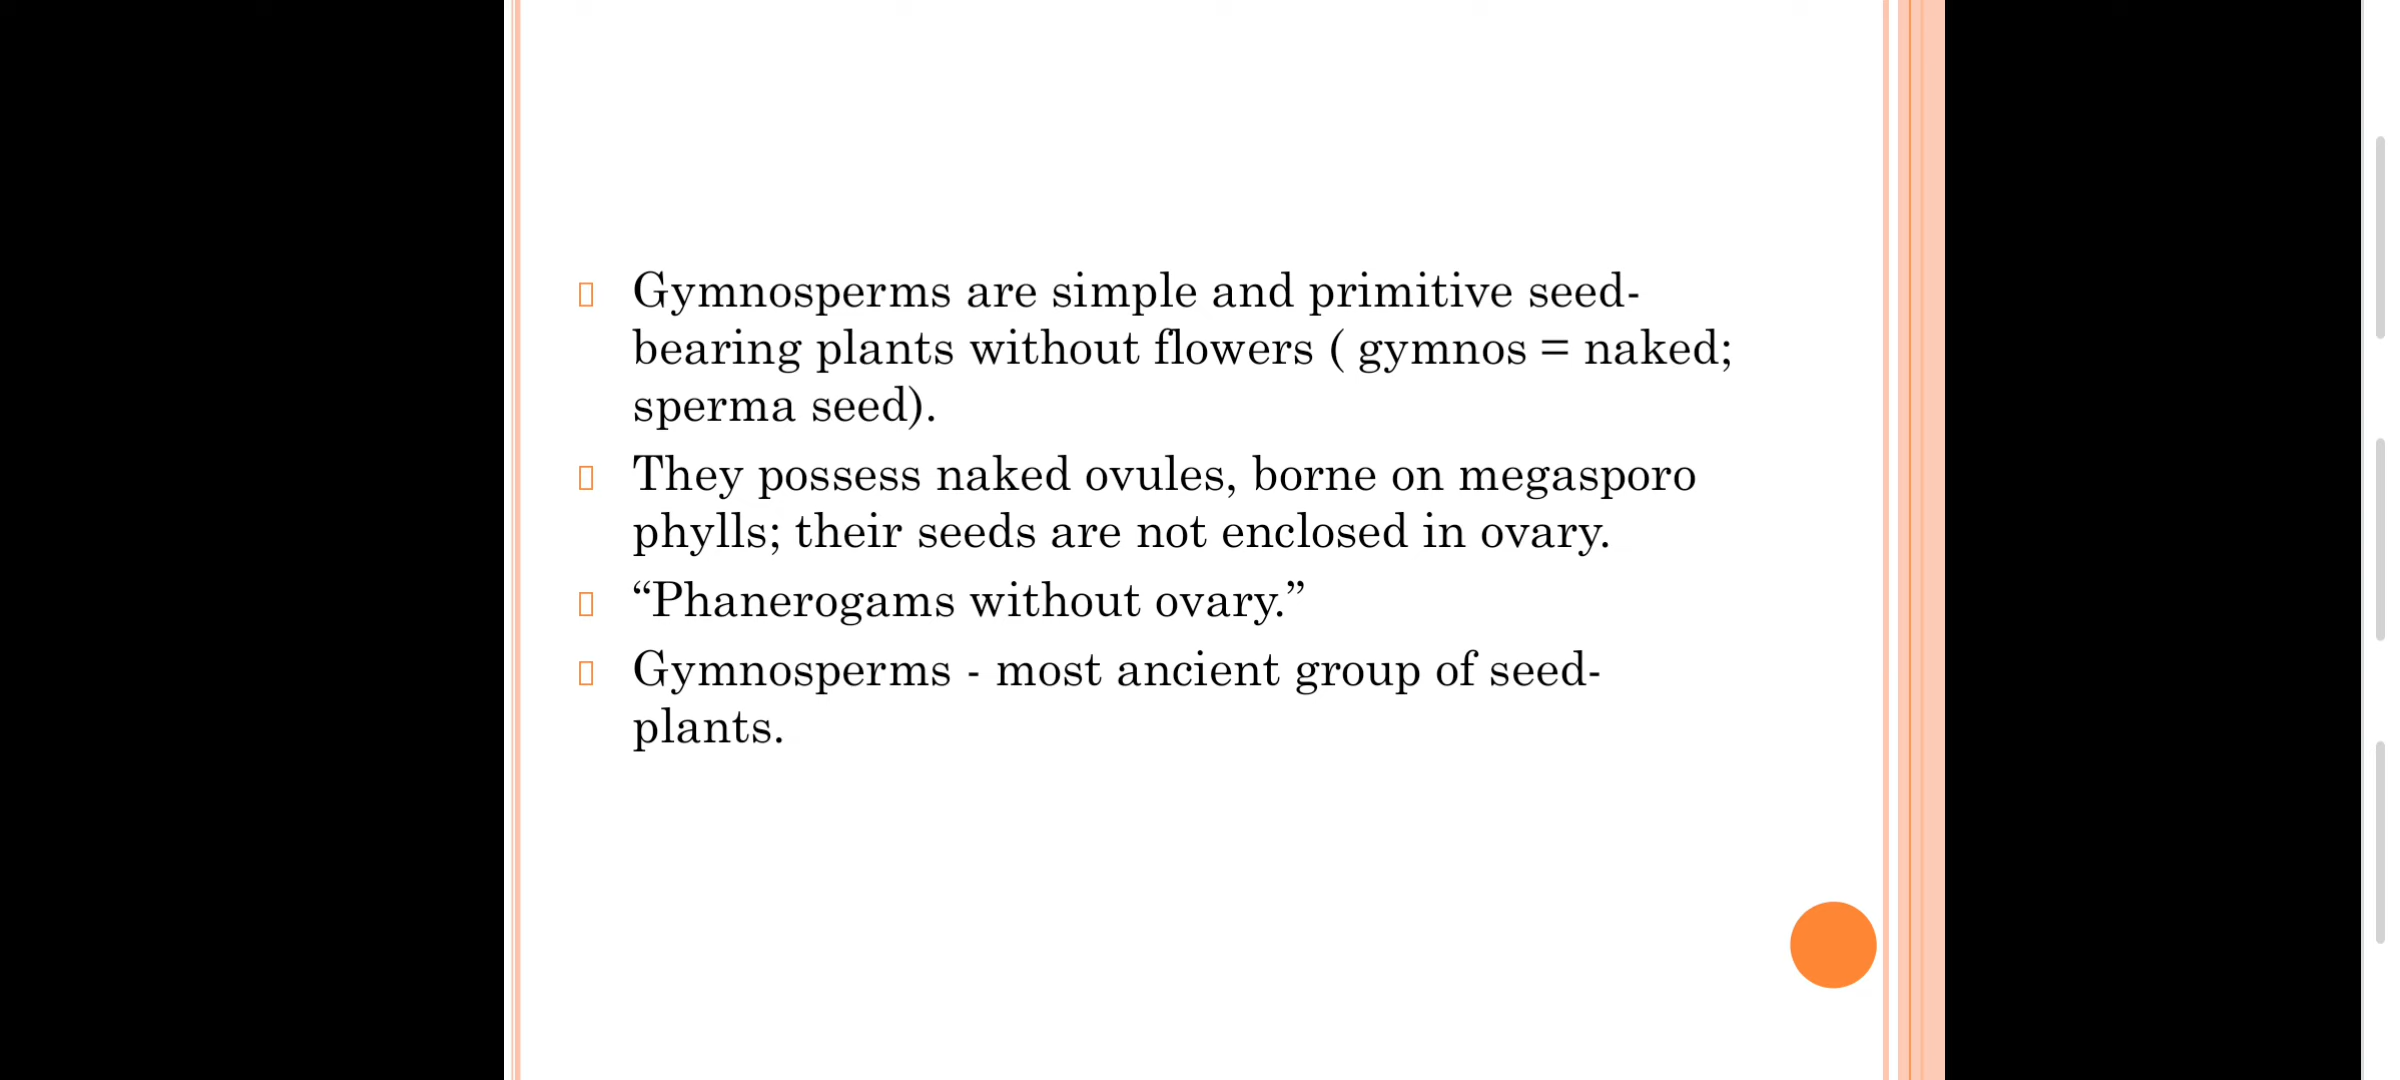 Gymnosperms are simple and primitive seed-
bearing plants without flowers ( gymnos = naked;
sperma seed).
They possess naked ovules, borne on megasporo
phylls; their seeds are not enclosed in ovary.
“Phanerogams without ovary.”
Gymnosperms - most ancient group of seed-
plants.